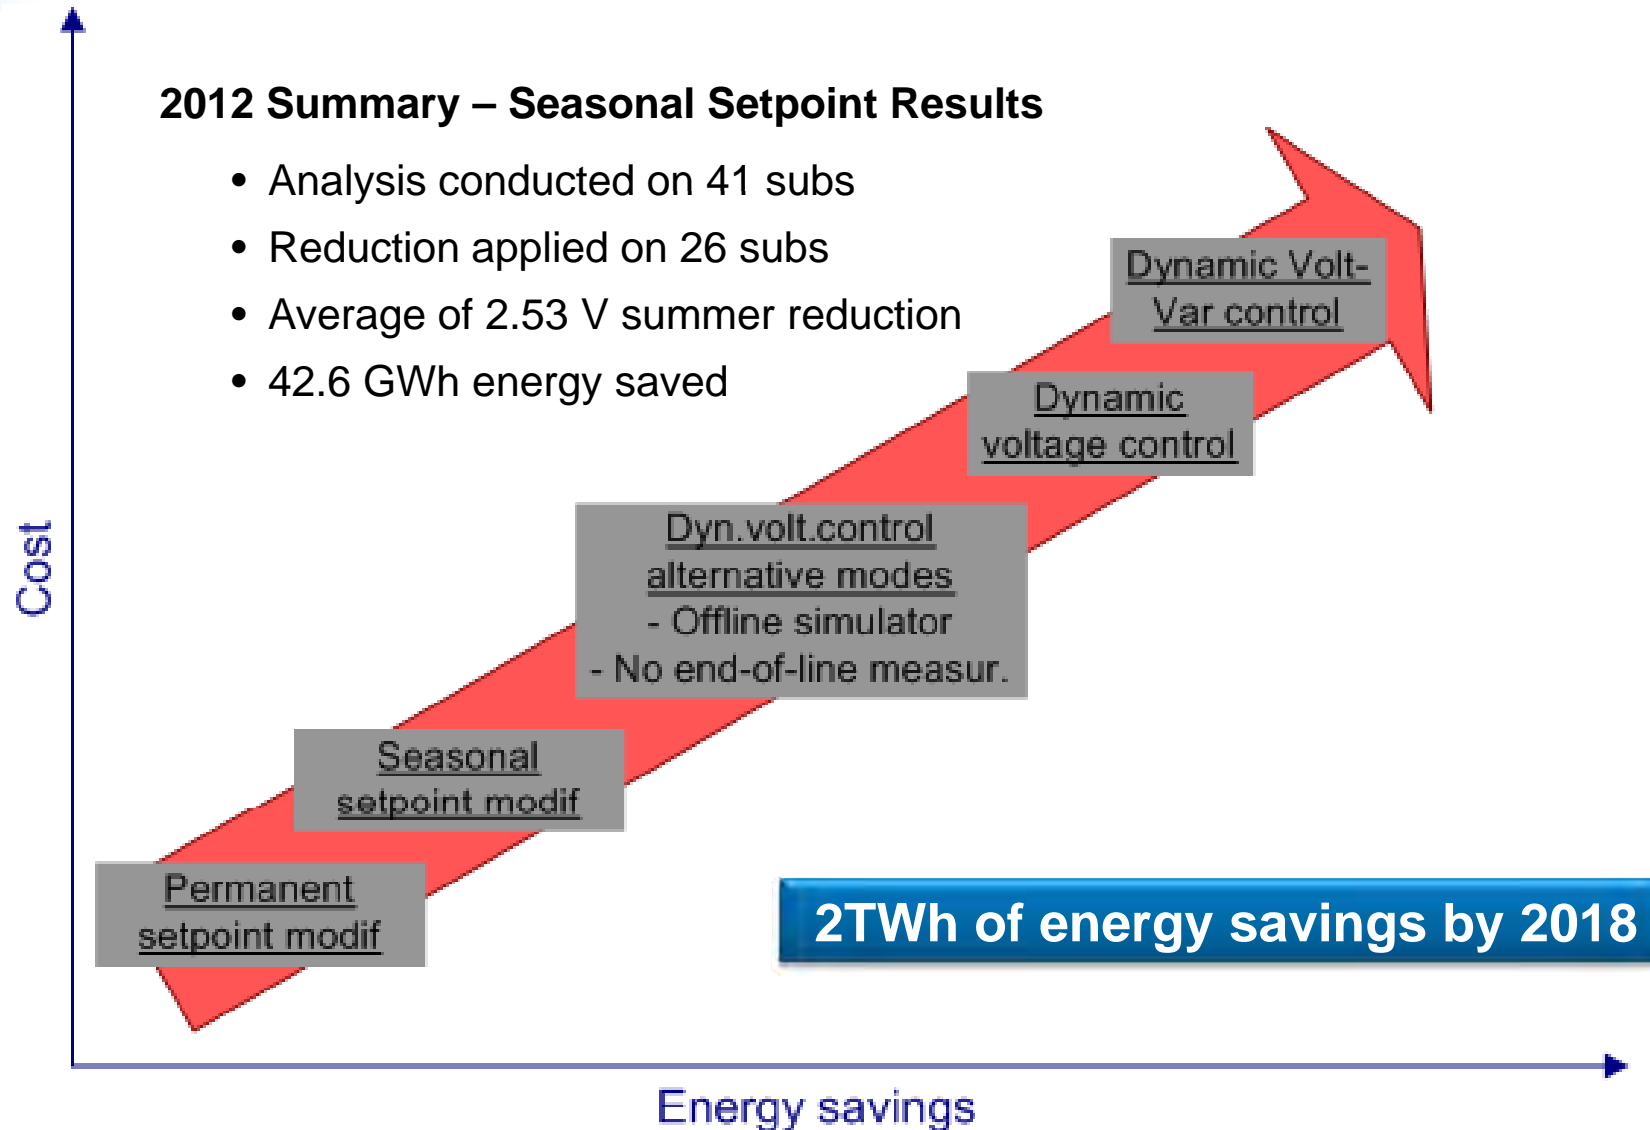 2012 Summary – Seasonal Setpoint Results
• Analysis conducted on 41 subs
• Reduction applied on 26 subs
• Average of 2.53 V summer reduction
• 42.6 GWh energy saved
Dynamic Volt-
Var control
Dynamic
voltage control
Dyn.volt.control
alternative modes
- Offline simulator
- No end-of-line measur.
Seasonal
setpoint modif
Permanent
setpoint modif
2TWh of energy savings by 2018
Cost
Energy savings